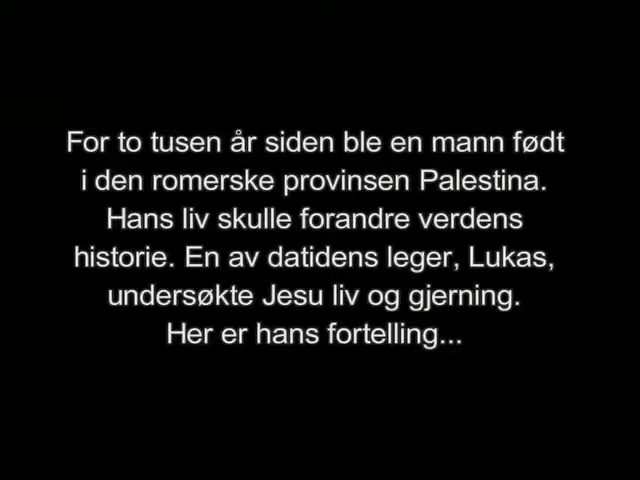 For to tusen år siden ble en mann født
i den romerske provinsen Palestina.
Hans liv skulle forandre verdens
historie. En av datidens leger, Lukas,
undersøkte Jesu liv og gjerning.
Her er hans fortelling...